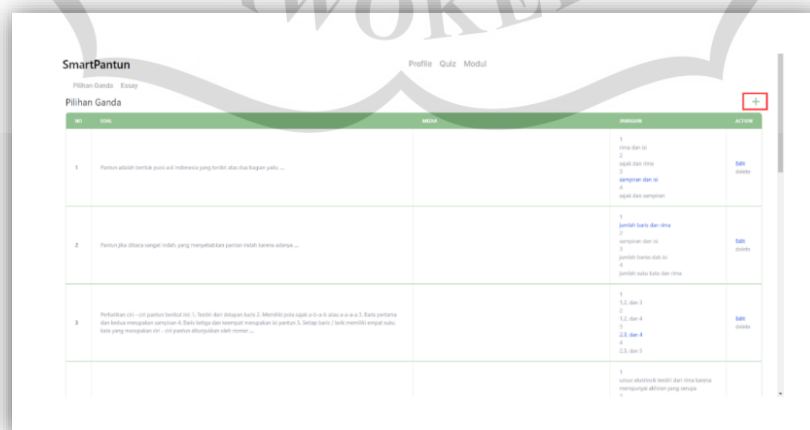 WOKER
SmartPantun
Profile Quiz Modul
Pilihan Ganda Essay
Pilihan Ganda
+
NO SOAL MEDIA JAWABAN ACTION
1
rima dan isi
2
sajak dan rima
3
sampiran dan isi
4
sajak dan sampiran
1 Pantun adalah bentuk puisi asli Indonesia yang terdiri atas dua bagian yaitu ...
Edit
delete
1
jumlah baris dan rima
2
sampiran dan isi
3
jumlah baris dan isi
4
jumlah suku kata dan rima
2 Pantun jika dibaca sangat indah, yang menyebabkan pantun indah karena adanya ...
Edit
delete
1
1,2, dan 3
2
1,2, dan 4
3
2,3, dan 4
4
2,3, dan 5
3 Perhatikan ciri - ciri pantun berikut ini 1. Terdiri dari delapan baris 2. Memiliki pola sajak a-b-a-b atau a-a-a-a 3. Baris pertama
dan kedua merupakan sampiran 4. Baris ketiga dan keempat merupakan isi pantun 5. Setiap baris / larik memiliki empat suku
kata yang merupakan ciri - ciri pantun ditunjukkan oleh nomer ...
Edit
delete
1
unsur ekstrinsik terdiri dari rima karena
mempunyai akhiran yang serupa